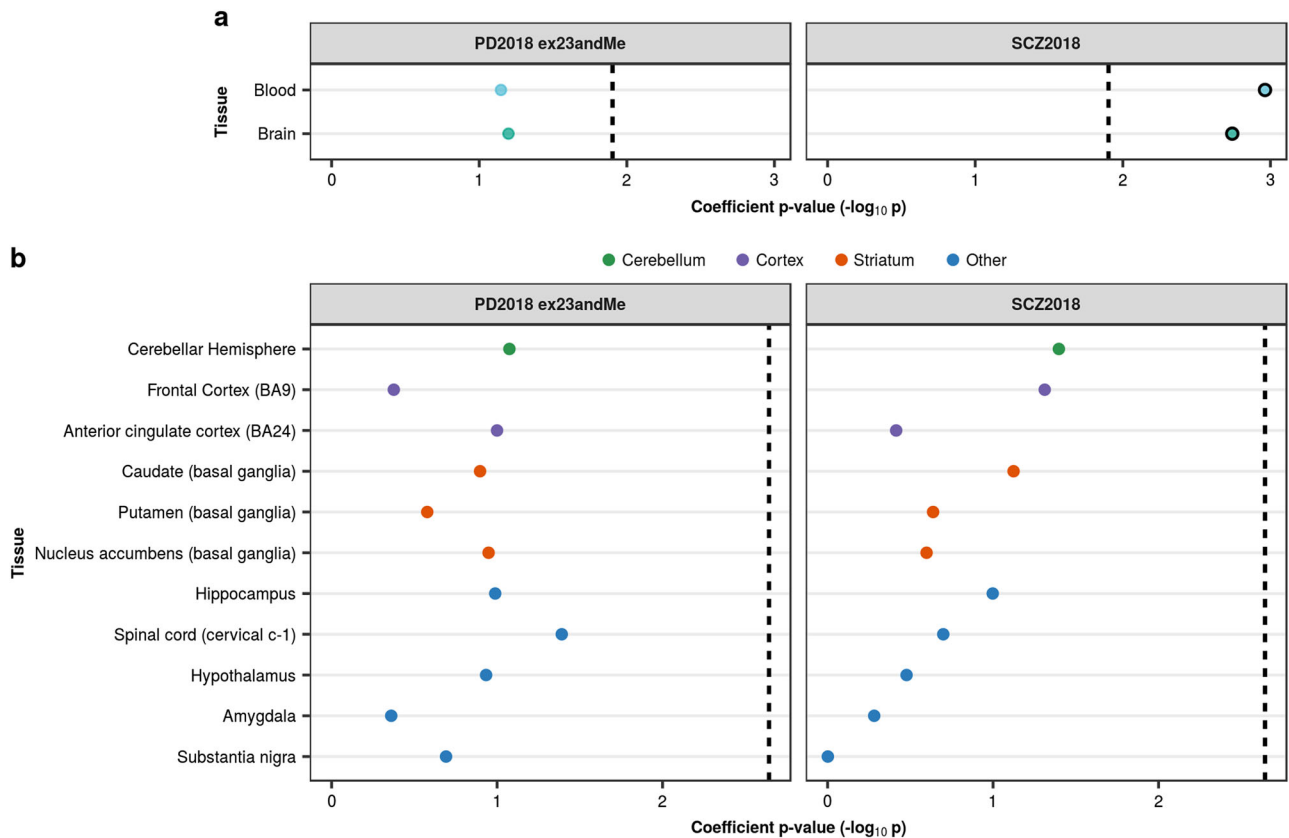 a
PD2018 ex23andMe SCZ2018
Tissue
Blood
Brain
0 1 2 3 0 1 2 3
Coefficient p-value (-log10 p)
b
Cerebellum Cortex Striatum Other
PD2018 ex23andMe SCZ2018
Tissue
Cerebellar Hemisphere
Frontal Cortex (BA9)
Anterior cingulate cortex (BA24)
Caudate (basal ganglia)
Putamen (basal ganglia)
Nucleus accumbens (basal ganglia)
Hippocampus
Spinal cord (cervical c-1)
Hypothalamus
Amygdala
Substantia nigra
0 1 2 0 1 2
Coefficient p-value (-log10 p)